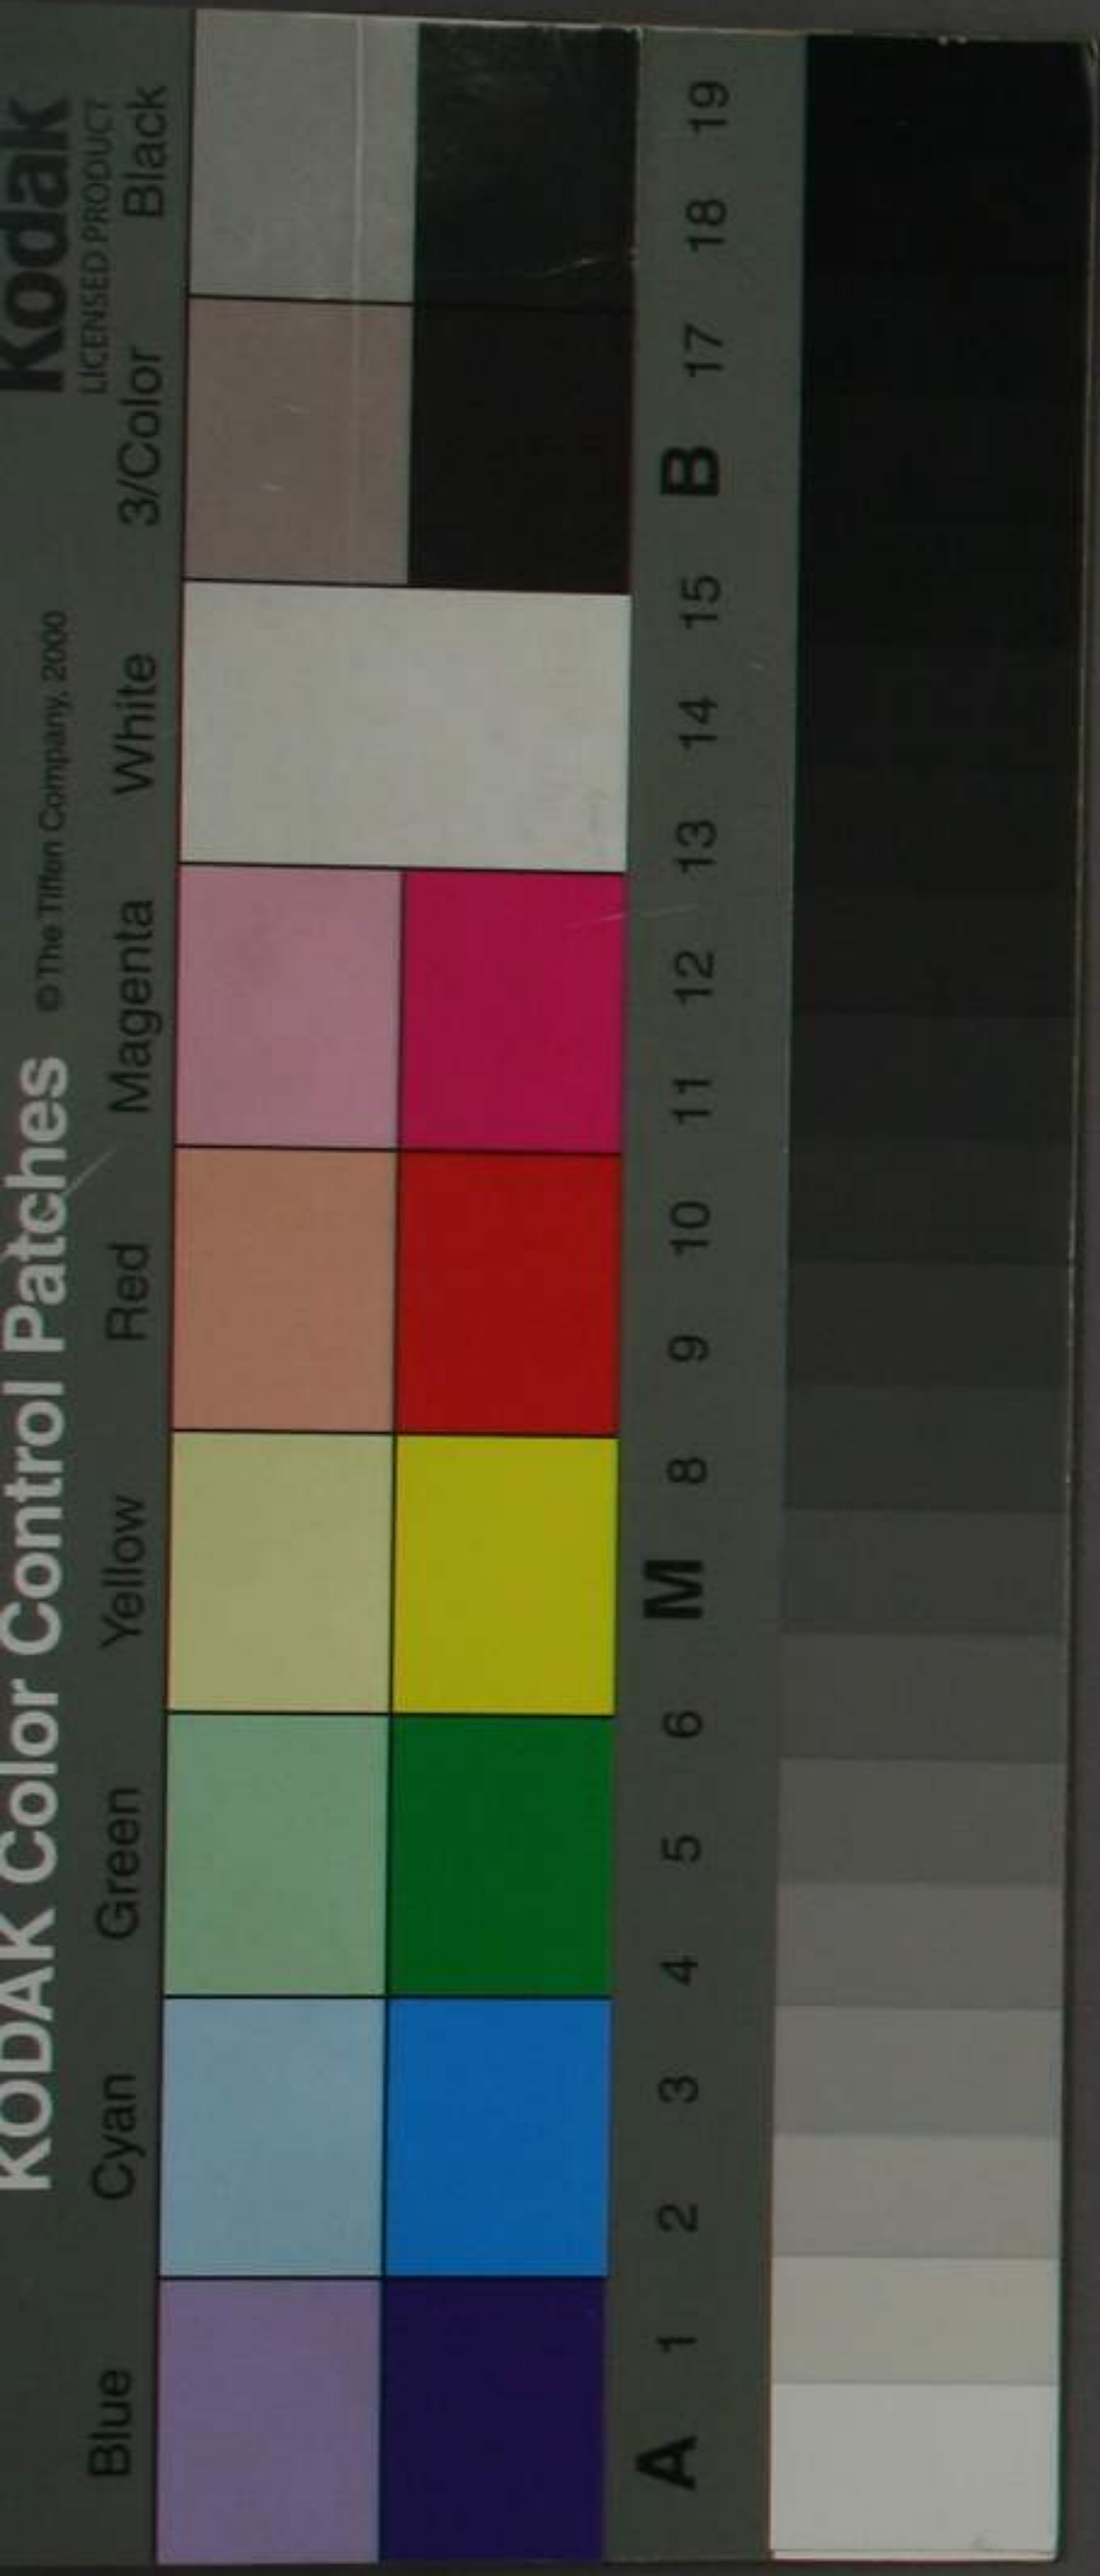 KODAK Color Control Patches
© The Tiffen Company, 2000
Kodak
LICENSED PRODUCT
Blue Cyan Green Yellow Red Magenta White 3/Color Black
A 1 2 3 4 5 6 M 8 9 10 11 12 13 14 15 B 17 18 19